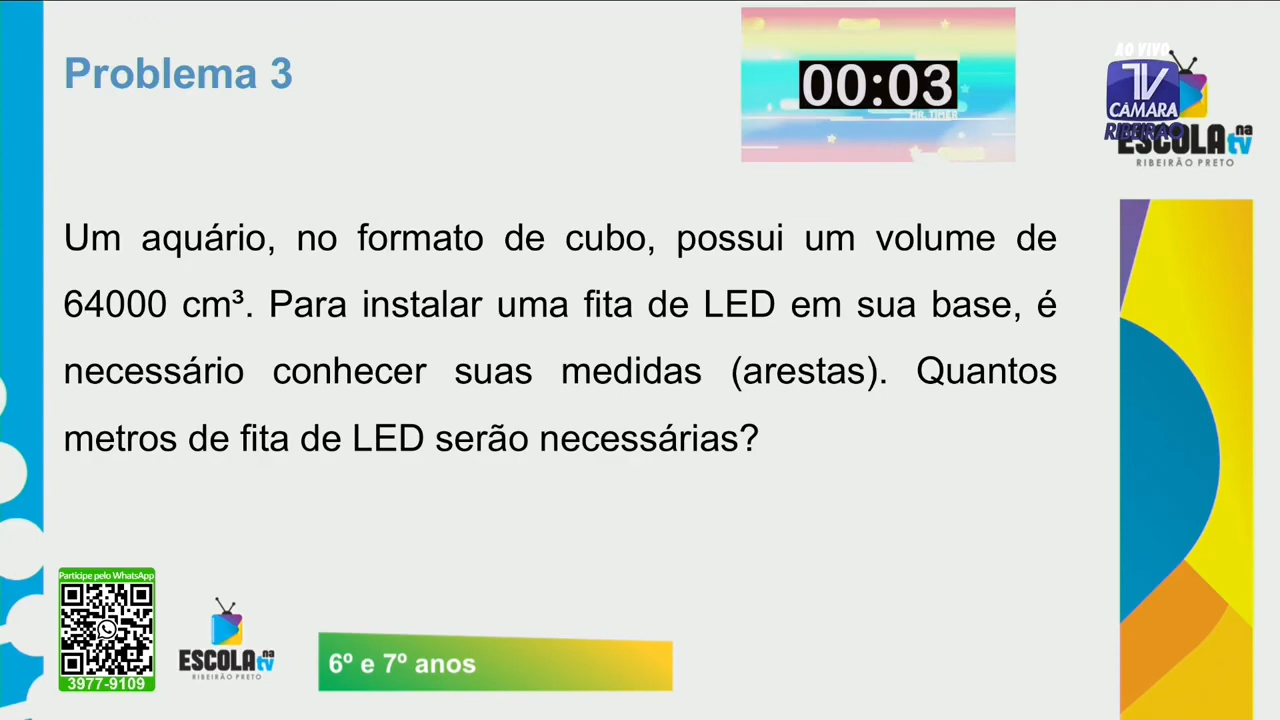 Problema 3
00:03
MR. TIMER
AO VIVO
TV
CÂMARA
RIBEIRÃO
ESCOLA na tv
RIBEIRÃO PRETO
Um aquário, no formato de cubo, possui um volume de
64000 cm³. Para instalar uma fita de LED em sua base, é
necessário conhecer suas medidas (arestas). Quantos
metros de fita de LED serão necessárias?
Participe pelo WhatsApp
3977-9109
ESCOLA na tv
RIBEIRÃO PRETO
6º e 7º anos